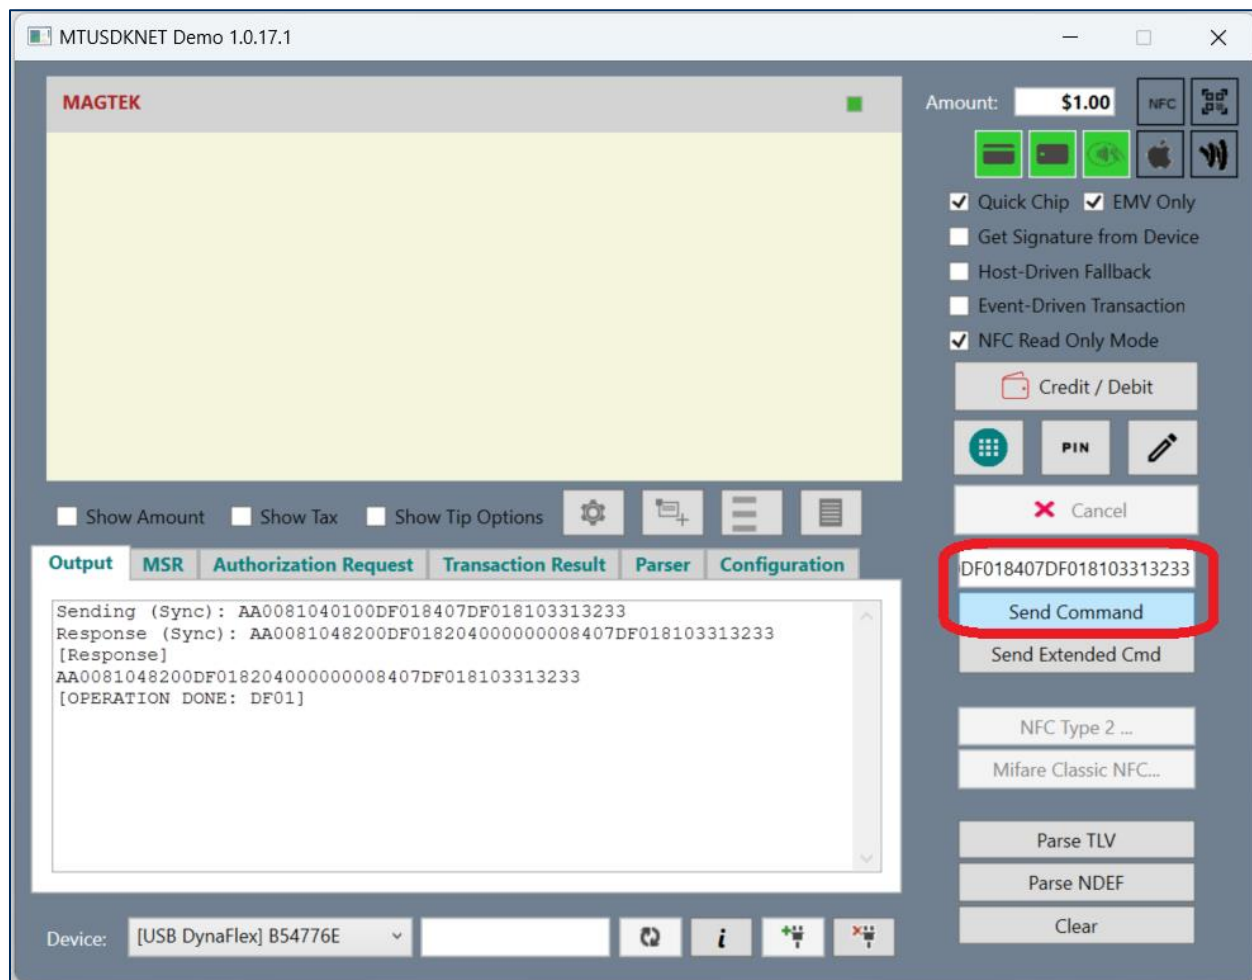 MTUSDKNET Demo 1.0.17.1
MAGTEK
Amount: $1.00 NFC
Quick Chip EMV Only
Get Signature from Device
Host-Driven Fallback
Event-Driven Transaction
NFC Read Only Mode
Credit / Debit
PIN
Cancel
Show Amount Show Tax Show Tip Options
Output MSR Authorization Request Transaction Result Parser Configuration
Sending (Sync): AA0081040100DF018407DF018103313233
Response (Sync): AA0081048200DF018204000000008407DF018103313233
[Response]
AA0081048200DF018204000000008407DF018103313233
[OPERATION DONE: DF01]
DF018407DF018103313233
Send Command
Send Extended Cmd
NFC Type 2 ...
Mifare Classic NFC...
Parse TLV
Parse NDEF
Clear
Device: [USB DynaFlex] B54776E i